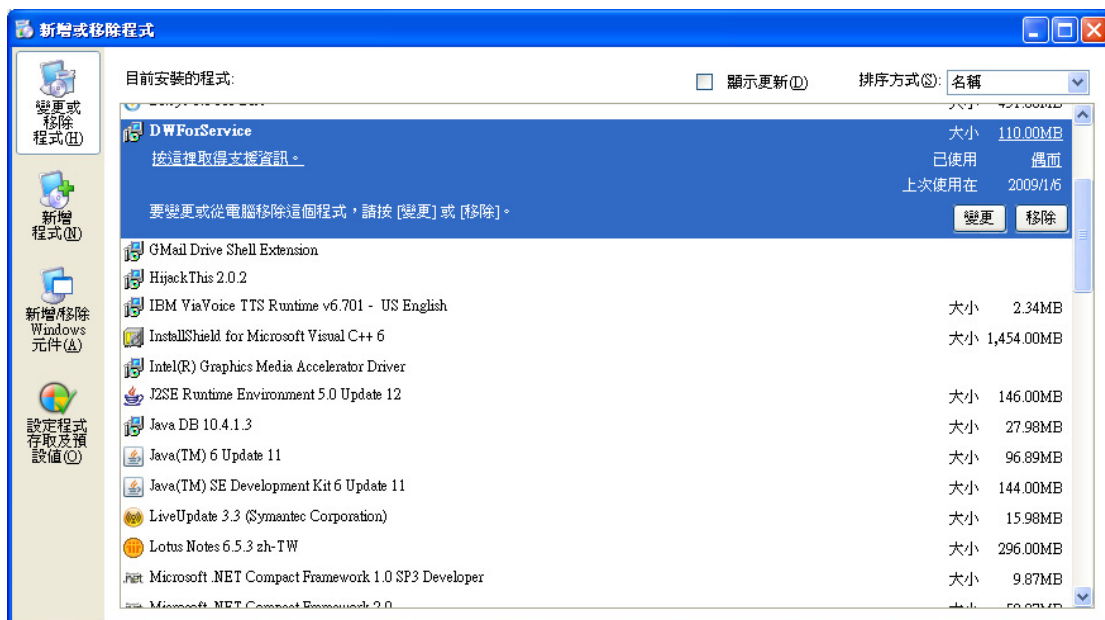 新增或移除程式
變更或
移除
程式(H)
新增
程式(N)
新增/移除
Windows
元件(A)
設定程式
存取及預
設值(O)
目前安裝的程式:
顯示更新(D)
排序方式(S): 名稱
DWForService 大小 110.00MB
按這裡取得支援資訊。 已使用 偶而
上次使用在 2009/1/6
要變更或從電腦移除這個程式，請按 [變更] 或 [移除]。 變更 移除
GMail Drive Shell Extension
HijackThis 2.0.2
IBM ViaVoice TTS Runtime v6.701 - US English 大小 2.34MB
InstallShield for Microsoft Visual C++ 6 大小 1,454.00MB
Intel(R) Graphics Media Accelerator Driver
J2SE Runtime Environment 5.0 Update 12 大小 146.00MB
Java DB 10.4.1.3 大小 27.98MB
Java(TM) 6 Update 11 大小 96.89MB
Java(TM) SE Development Kit 6 Update 11 大小 144.00MB
LiveUpdate 3.3 (Symantec Corporation) 大小 15.98MB
Lotus Notes 6.5.3 zh-TW 大小 296.00MB
Microsoft .NET Compact Framework 1.0 SP3 Developer 大小 9.87MB
Microsoft .NET Compact Framework 2.0